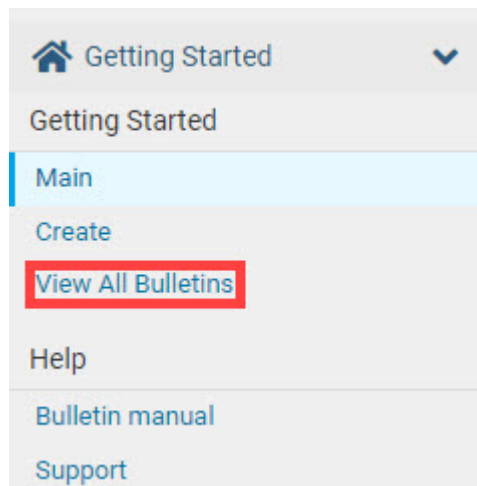 Getting Started
Getting Started
Main
Create
View All Bulletins
Help
Bulletin manual
Support